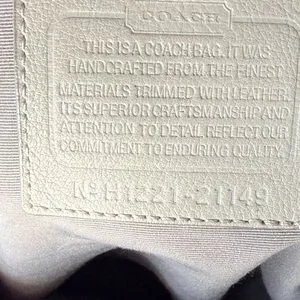 COACH
THIS IS A COACH BAG. IT WAS
HANDCRAFTED FROM THE FINEST
MATERIALS TRIMMED WITH LEATHER.
ITS SUPERIOR CRAFTSMANSHIP AND
ATTENTION TO DETAIL REFLECT OUR
COMMITMENT TO ENDURING QUALITY.
Nº H1221-21149